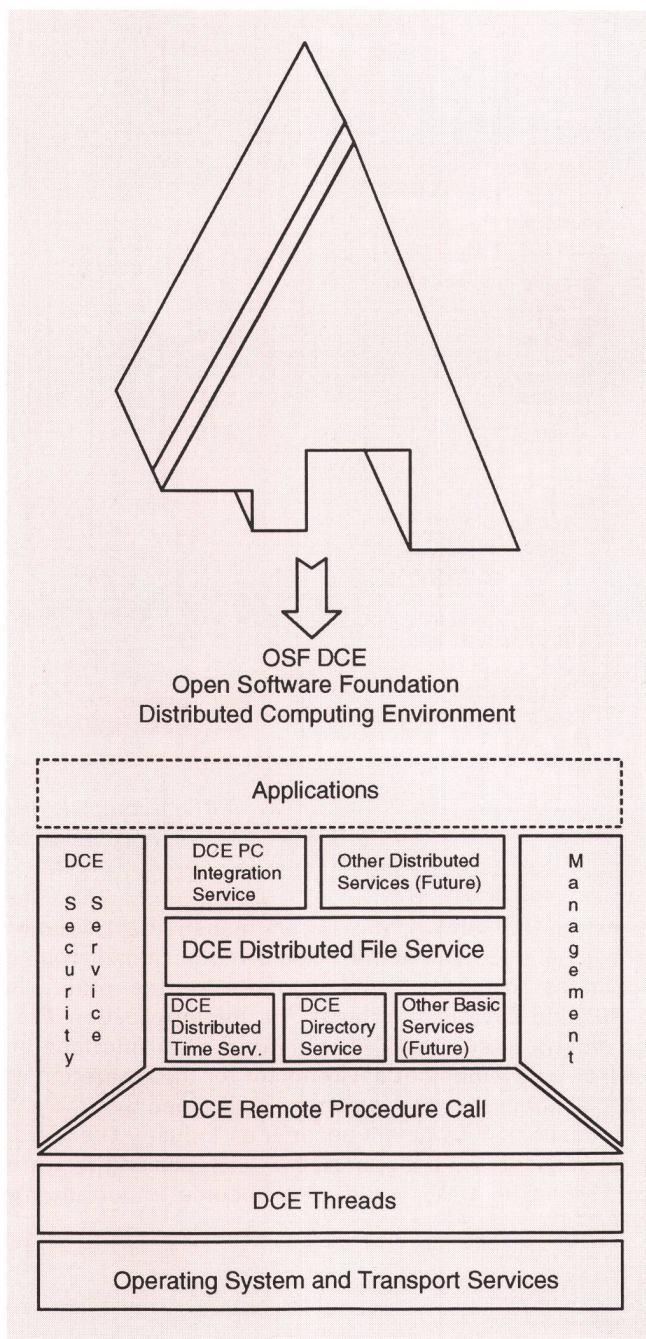 OSF DCE
Open Software Foundation
Distributed Computing Environment
Applications
DCE
Security
Service
DCE PC
Integration
Service
Other Distributed
Services (Future)
Management
DCE Distributed File Service
DCE
Distributed
Time Serv.
DCE
Directory
Service
Other Basic
Services
(Future)
DCE Remote Procedure Call
DCE Threads
Operating System and Transport Services